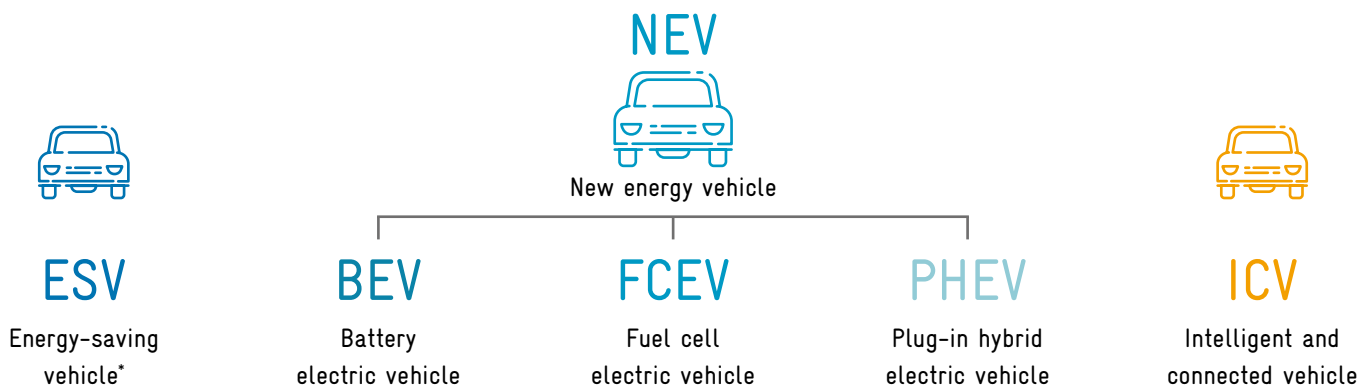 NEV
New energy vehicle
ESV
Energy-saving
vehicle*
BEV
Battery
electric vehicle
FCEV
Fuel cell
electric vehicle
PHEV
Plug-in hybrid
electric vehicle
ICV
Intelligent and
connected vehicle